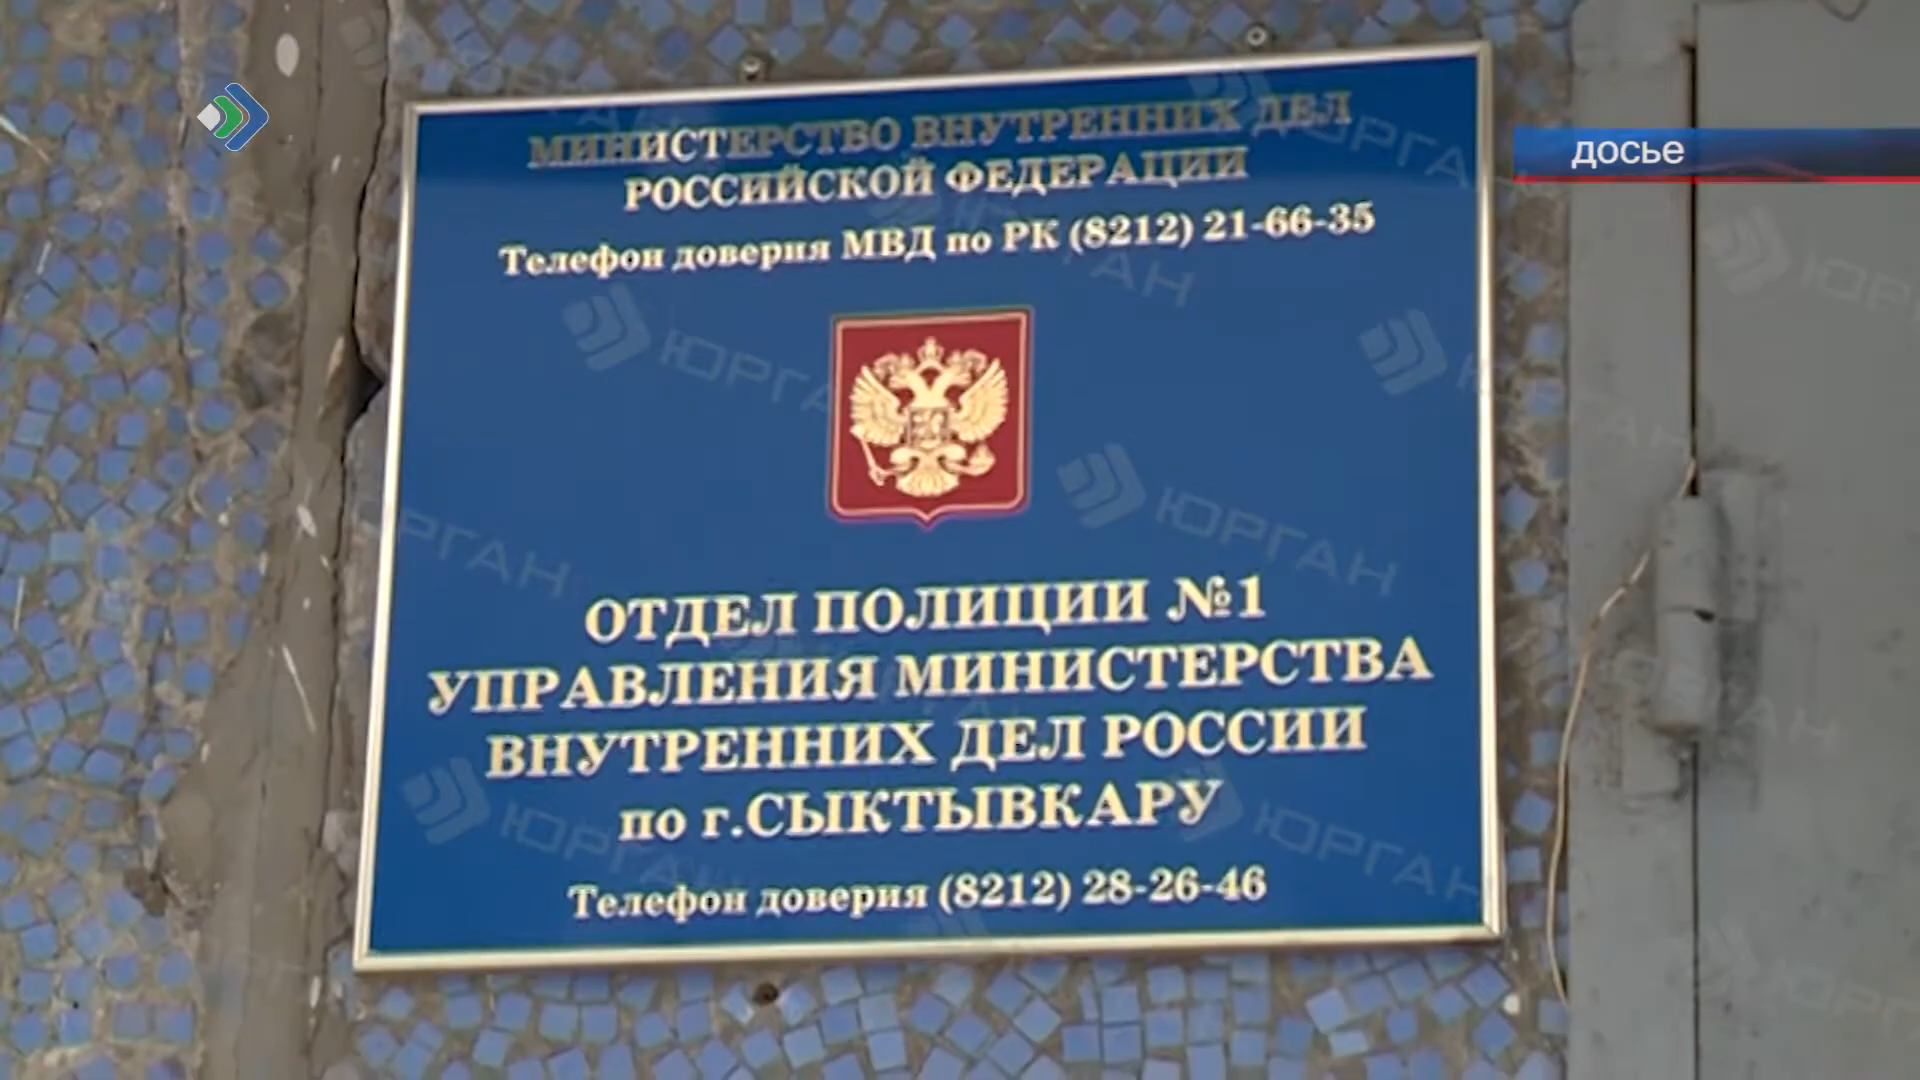 МИНИСТЕРСТВО ВНУТРЕННИХ ДЕЛ
РОССИЙСКОЙ ФЕДЕРАЦИИ
Телефон доверия МВД по РК (8212) 21-66-35
ОТДЕЛ ПОЛИЦИИ №1
УПРАВЛЕНИЯ МИНИСТЕРСТВА
ВНУТРЕННИХ ДЕЛ РОССИИ
по г.СЫКТЫВКАРУ
Телефон доверия (8212) 28-26-46
досье
ЮРГАН